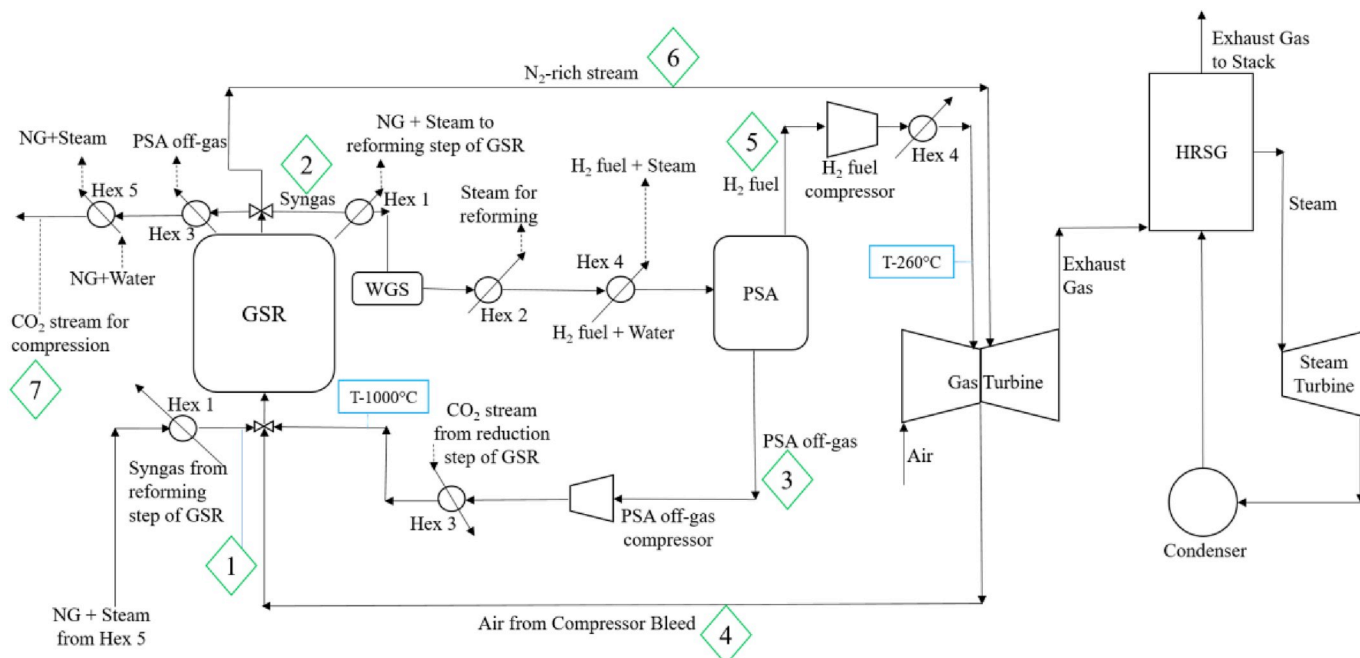 6
N₂-rich stream
Exhaust Gas
to Stack
NG+Steam
PSA off-gas
2
NG + Steam to
reforming step of GSR
5
H₂ fuel
H₂ fuel
compressor
Hex 4
HRSG
Hex 5
Hex 3
Syngas
Hex 1
Steam for
reforming
H₂ fuel + Steam
Steam
NG+Water
GSR
WGS
Hex 2
Hex 4
H₂ fuel + Water
PSA
T-260°C
Exhaust
Gas
CO₂ stream for
compression
7
Gas Turbine
Steam
Turbine
Hex 1
T-1000°C
CO₂ stream
from reduction
step of GSR
PSA off-gas
3
Air
Syngas from
reforming
step of GSR
Hex 3
PSA off-gas
compressor
Condenser
1
NG + Steam
from Hex 5
Air from Compressor Bleed
4